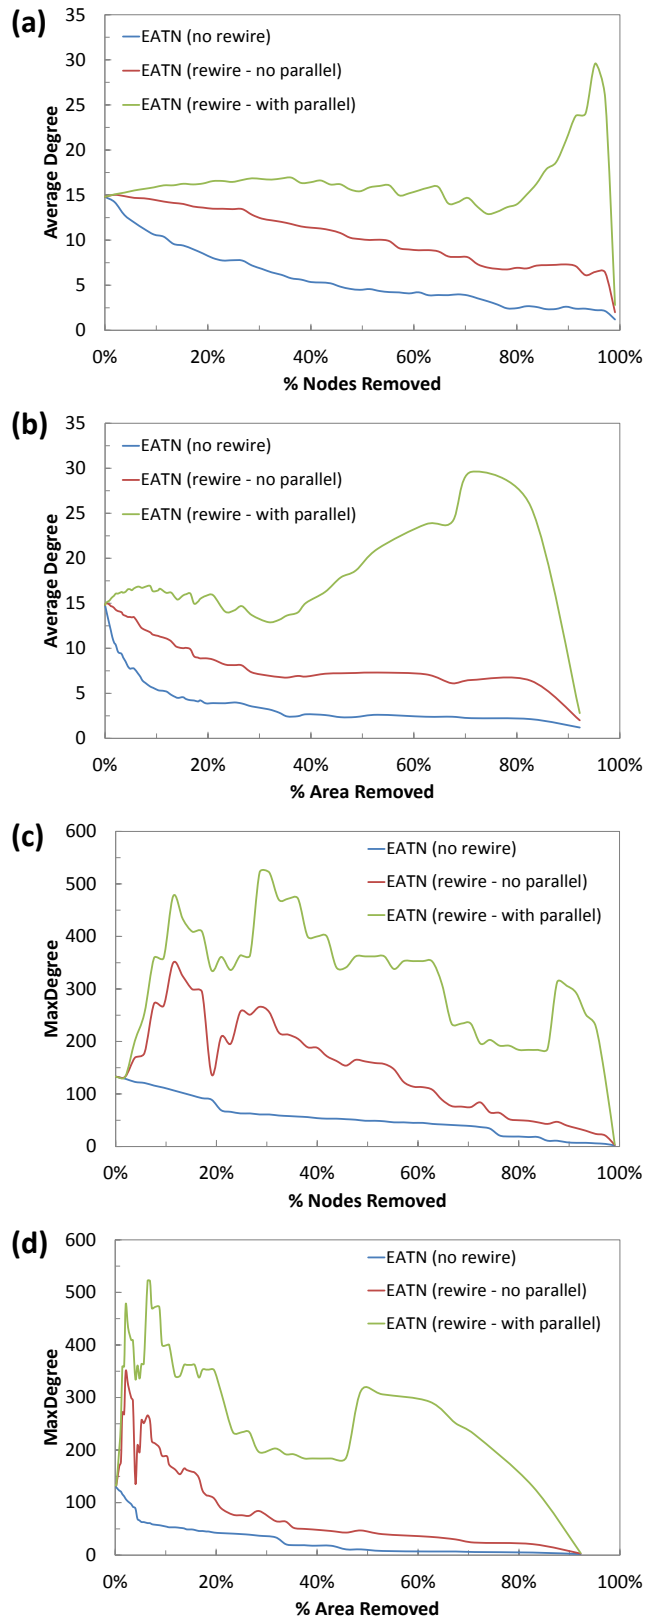 (a)
EATN (no rewire)
EATN (rewire - no parallel)
EATN (rewire - with parallel)
Average Degree
35
30
25
20
15
10
5
0
0% 20% 40% 60% 80% 100%
% Nodes Removed
(b)
EATN (no rewire)
EATN (rewire - no parallel)
EATN (rewire - with parallel)
Average Degree
35
30
25
20
15
10
5
0
0% 20% 40% 60% 80% 100%
% Area Removed
(c)
EATN (no rewire)
EATN (rewire - no parallel)
EATN (rewire - with parallel)
MaxDegree
600
500
400
300
200
100
0
0% 20% 40% 60% 80% 100%
% Nodes Removed
(d)
EATN (no rewire)
EATN (rewire - no parallel)
EATN (rewire - with parallel)
MaxDegree
600
500
400
300
200
100
0
0% 20% 40% 60% 80% 100%
% Area Removed